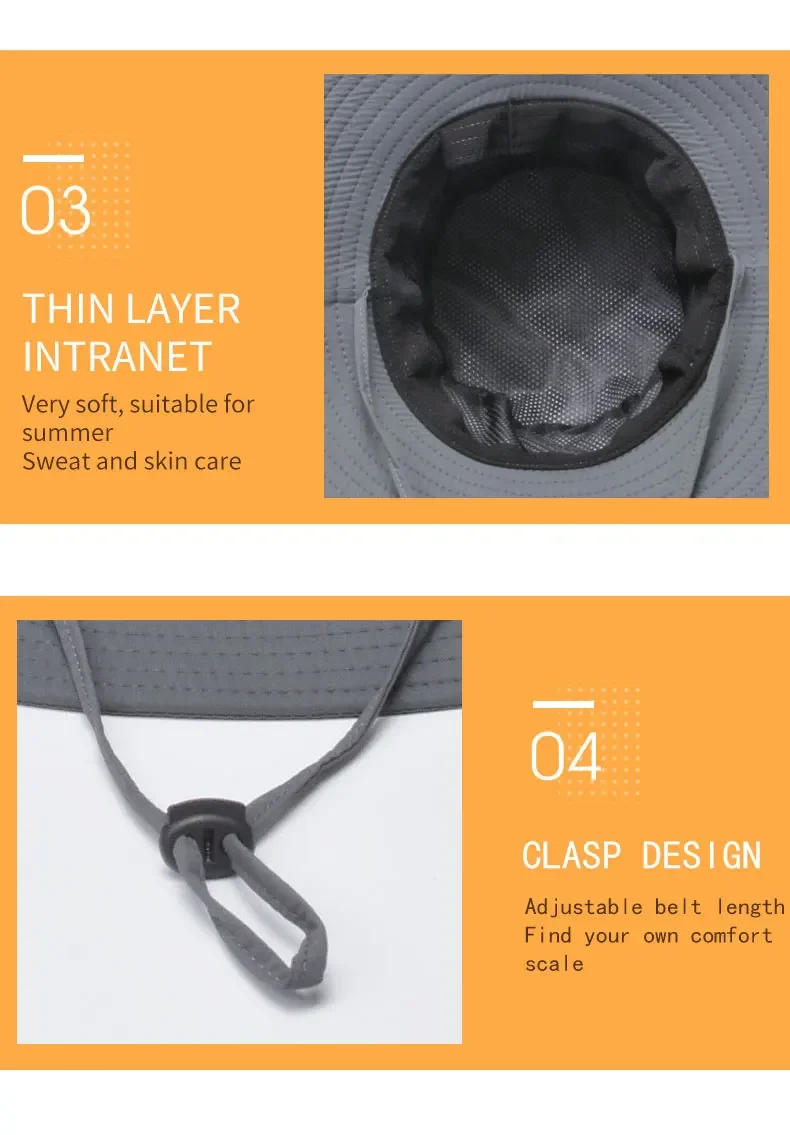 03
THIN LAYER
INTRANET
Very soft, suitable for
summer
Sweat and skin care
04
CLASP DESIGN
Adjustable belt length
Find your own comfort
scale